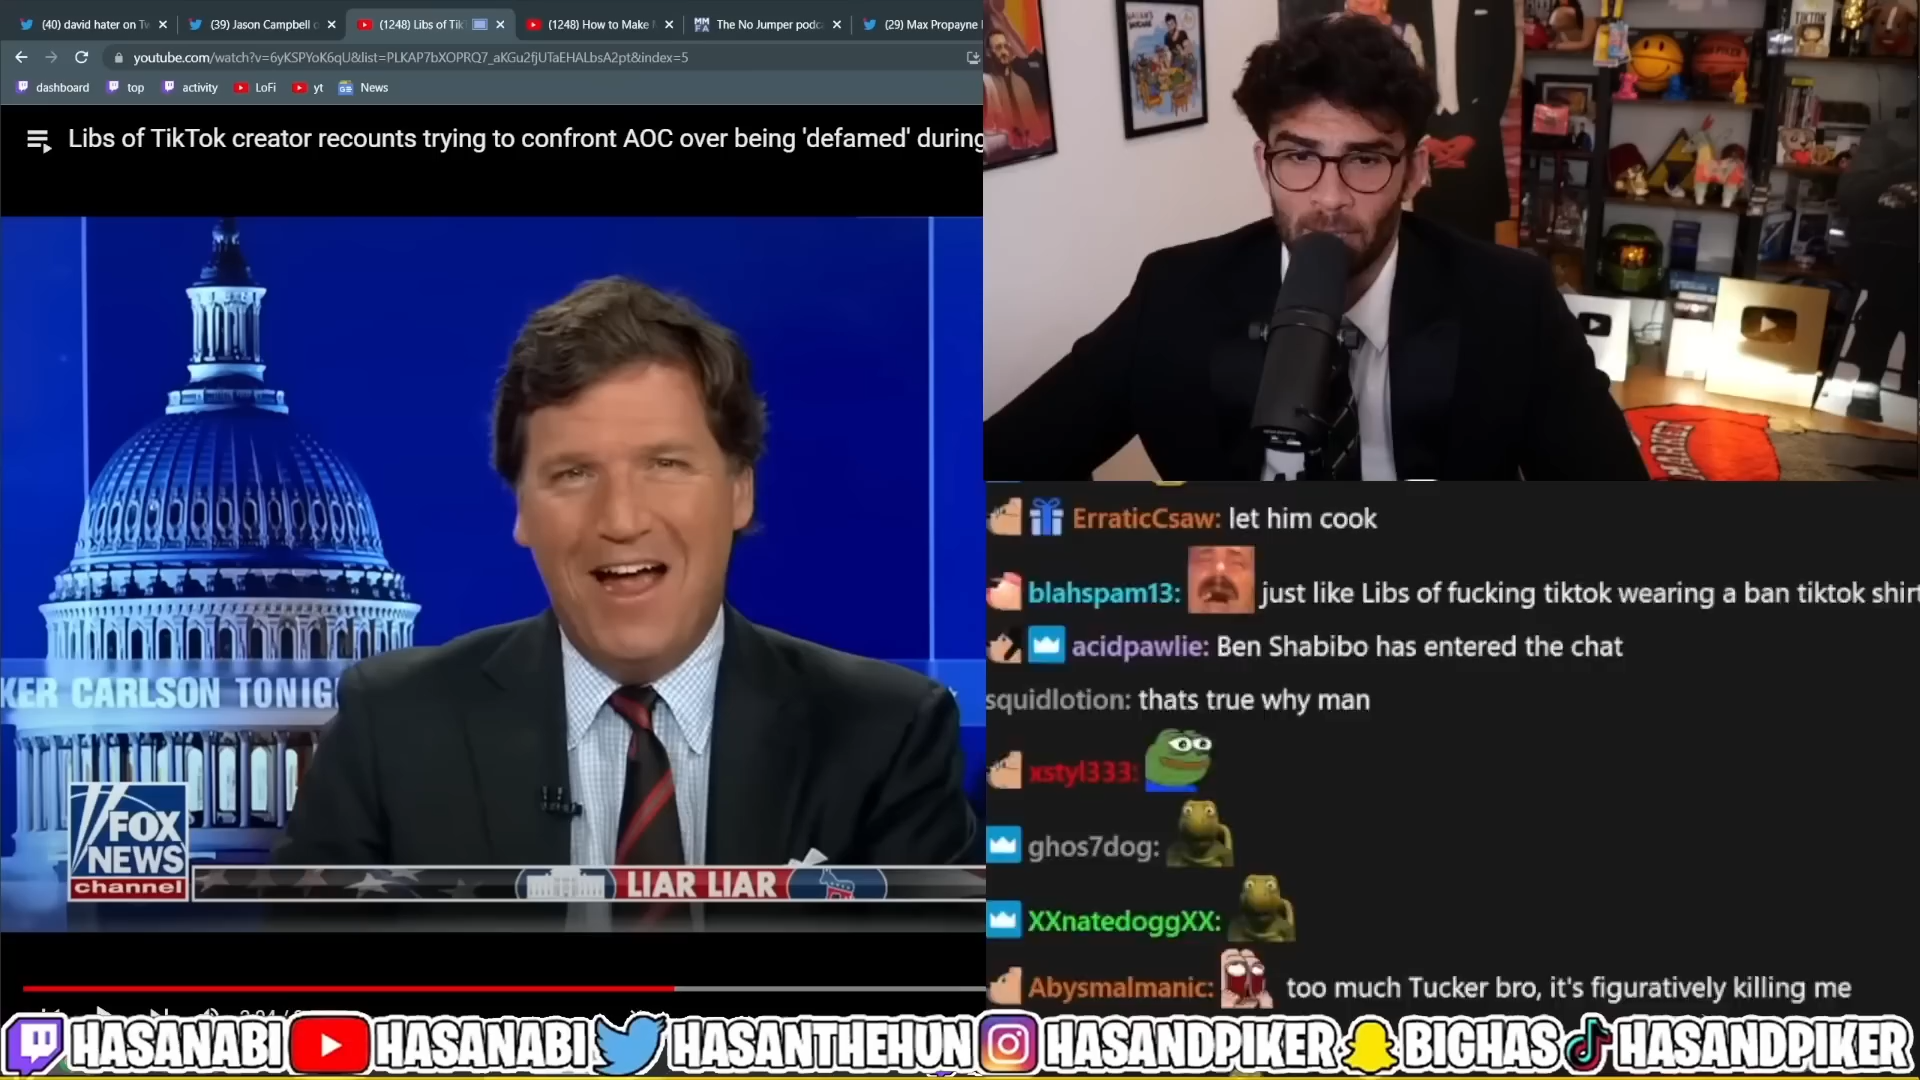 (40) david hater on Tw
(39) Jason Campbell o
(1248) Libs of Tik
(1248) How to Make
The No Jumper podc
(29) Max Propayne
youtube.com/watch?v=6yKSPYoK6qU&list=PLKAP7bXOPRQ7_aKGu2fjUTaEHALbsA2pt&index=5
dashboard
top
activity
LoFi
yt
News
Libs of TikTok creator recounts trying to confront AOC over being 'defamed' during
KER CARLSON TONIG
FOX
NEWS
channel
LIAR LIAR
ErraticCsaw: let him cook
blahspam13: just like Libs of fucking tiktok wearing a ban tiktok shirt
acidpawlie: Ben Shabibo has entered the chat
squidlotion: thats true why man
xstyl333:
ghos7dog:
XXnatedoggXX:
Abysmalmanic: too much Tucker bro, it's figuratively killing me
HASANABI
HASANABI
HASANTHEHUN
HASANDPIKER
BIGHAS
HASANDPIKER